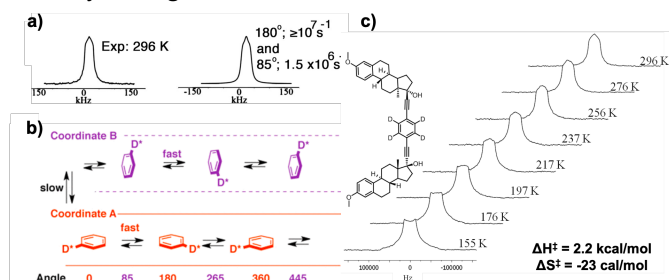 a)
Exp: 296 K
180°; ≥10⁷ s⁻¹
and
85°; 1.5 x10⁶
150 0 150
kHz
-150 0 150
kHz
b)
Coordinate B
D* fast D*
D*
slow
Coordinate A
fast
D* D* D*
Angle 0 85 180 265 360 445
c)
O
H
H H
OH
D D
D D
OH
H
H H
O
296 K
276 K
256 K
237 K
217 K
197 K
176 K
155 K
ΔH‡ = 2.2 kcal/mol
ΔS‡ = -23 cal/mol
100000 0 -100000
Hz